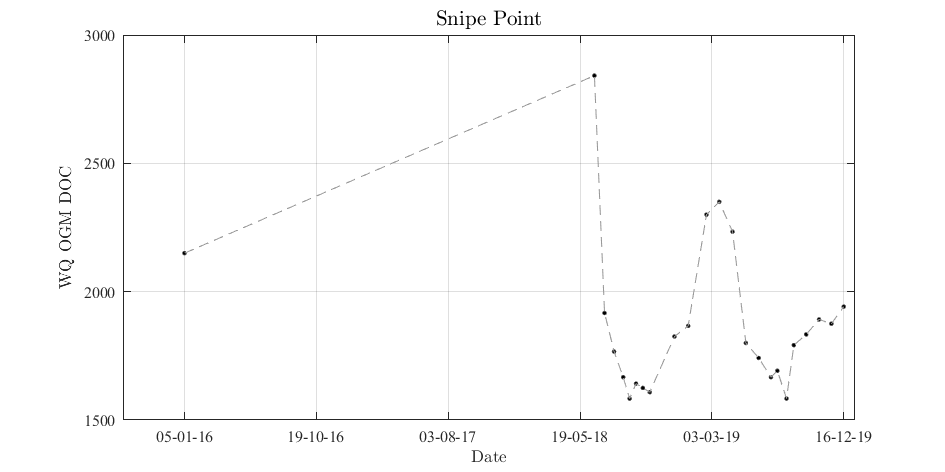 Snipe Point
3000
2500
2000
1500
WQ OGM DOC
05-01-16 19-10-16 03-08-17 19-05-18 03-03-19 16-12-19
Date